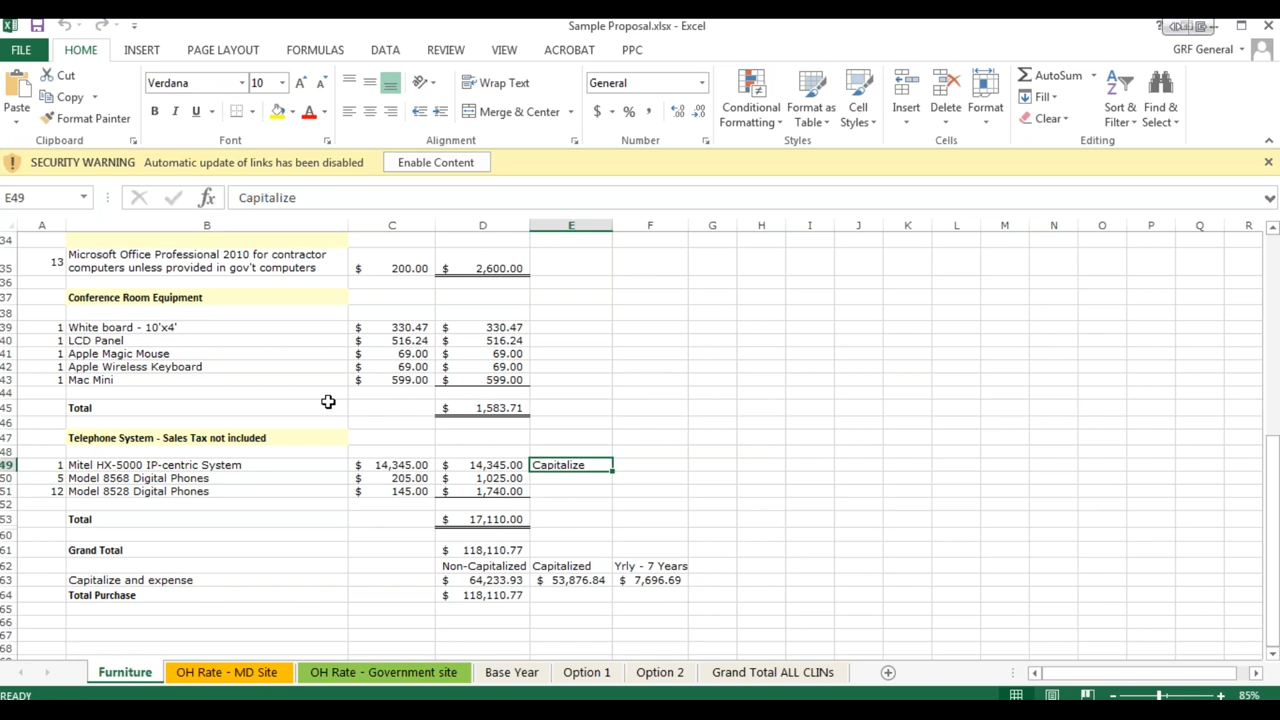 Sample Proposal.xlsx - Excel
?
FILE HOME INSERT PAGE LAYOUT FORMULAS DATA REVIEW VIEW ACROBAT PPC GRF General
Cut
Copy
Format Painter
Paste
Verdana 10
B I U
Wrap Text
Merge & Center
General
$ % ,
Conditional Formatting
Format as Table
Cell Styles
Insert Delete Format
AutoSum
Fill
Clear
Sort & Filter
Find & Select
Clipboard Font Alignment Number Styles Cells Editing
SECURITY WARNING Automatic update of links has been disabled Enable Content
E49 fx Capitalize
A B C D E F G H I J K L M N O P Q R
34
35 13 Microsoft Office Professional 2010 for contractor
computers unless provided in gov't computers $ 200.00 $ 2,600.00
36
37 Conference Room Equipment
38
39 1 White board - 10'x4' $ 330.47 $ 330.47
40 1 LCD Panel $ 516.24 $ 516.24
41 1 Apple Magic Mouse $ 69.00 $ 69.00
42 1 Apple Wireless Keyboard $ 69.00 $ 69.00
43 1 Mac Mini $ 599.00 $ 599.00
44
45 Total $ 1,583.71
46
47 Telephone System - Sales Tax not included
48
49 1 Mitel HX-5000 IP-centric System $ 14,345.00 $ 14,345.00 Capitalize
50 5 Model 8568 Digital Phones $ 205.00 $ 1,025.00
51 12 Model 8528 Digital Phones $ 145.00 $ 1,740.00
52
53 Total $ 17,110.00
60
61 Grand Total $ 118,110.77
62 Non-Capitalized Capitalized Yrly - 7 Years
63 Capitalize and expense $ 64,233.93 $ 53,876.84 $ 7,696.69
64 Total Purchase $ 118,110.77
65
66
67
68
Furniture OH Rate - MD Site OH Rate - Government site Base Year Option 1 Option 2 Grand Total ALL CLINs
READY 85%